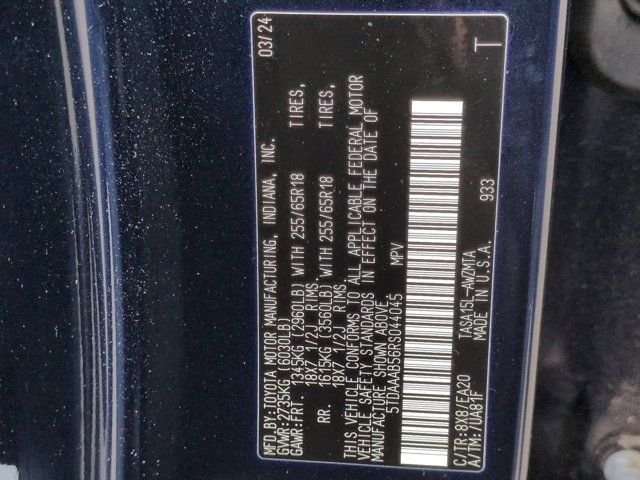 MFD.BY:TOYOTA MOTOR MANUFACTURING, INDIANA, INC. 03/24
GVWR:2735KG (6030LB)
GAWR:FRT. 1345KG (2960LB) WITH 255/65R18 TIRES,
18X7 1/2J RIMS
RR. 1615KG (3560LB) WITH 255/65R18 TIRES,
18X7 1/2J RIMS
THIS VEHICLE CONFORMS TO ALL APPLICABLE FEDERAL MOTOR
VEHICLE SAFETY STANDARDS IN EFFECT ON THE DATE OF
MANUFACTURE SHOWN ABOVE.
5TDAAAB56RS044045 MPV
C/TR:8X8/EA20 TASA15L-AWZMTA 933
A/TM:/UA81F MADE IN U.S.A.
T